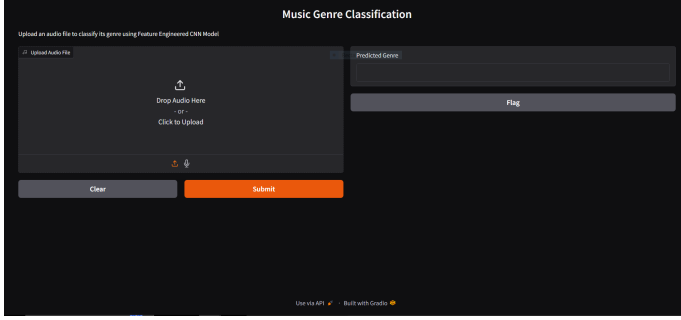 Music Genre Classification
Upload an audio file to classify its genre using Feature Engineered CNN Model
Upload Audio File
Drop Audio Here
- or -
Click to Upload
Clear
Submit
Predicted Genre
Flag
Use via API · Built with Gradio